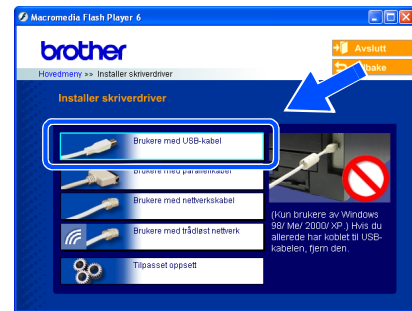 Macromedia Flash Player 6
brother
Avslutt
Hovedmeny »» Installer skriverdriver
Installer skriverdriver
Brukere med USB-kabel
Brukere med parallellkabel
Brukere med nettverkskabel
Brukere med trådløst nettverk
Tilpasset oppsett
(Kun brukere av Windows
98/ Me/ 2000/ XP.) Hvis du
allerede har koblet til USB-
kabelen, fjern den.